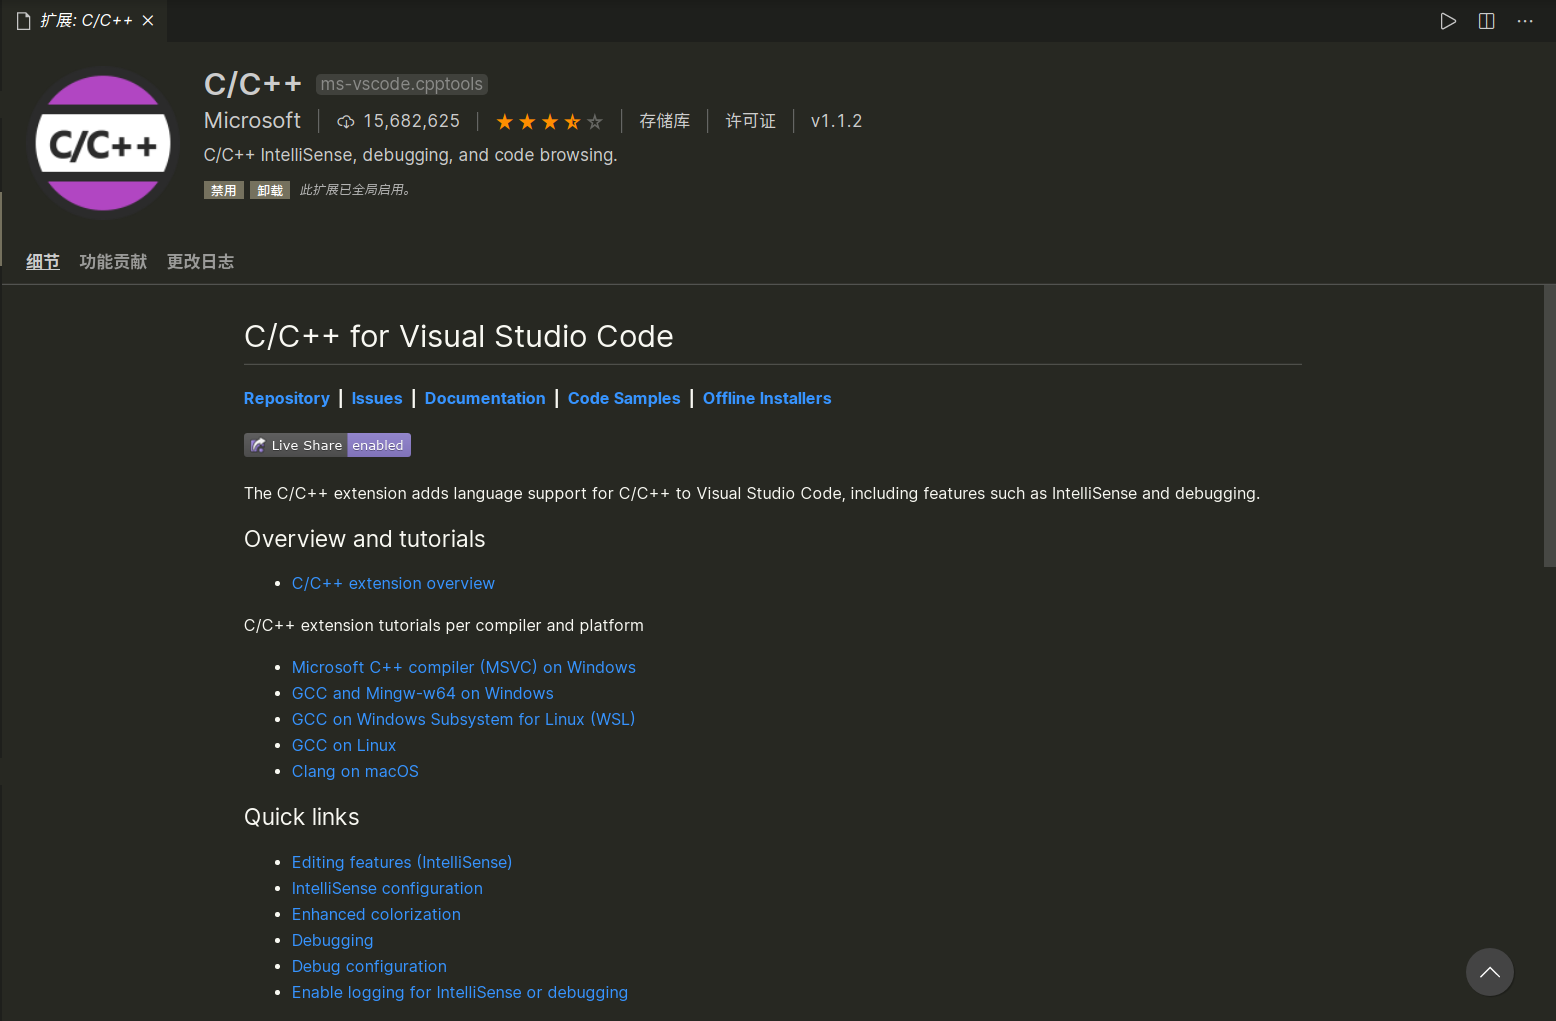 扩展: C/C++
C/C++
C/C++ ms-vscode.cpptools
Microsoft 15,682,625 存储库 许可证 v1.1.2
C/C++ IntelliSense, debugging, and code browsing.
禁用 卸载 此扩展已全局启用。
细节 功能贡献 更改日志
C/C++ for Visual Studio Code
Repository | Issues | Documentation | Code Samples | Offline Installers
Live Share enabled
The C/C++ extension adds language support for C/C++ to Visual Studio Code, including features such as IntelliSense and debugging.
Overview and tutorials
• C/C++ extension overview
C/C++ extension tutorials per compiler and platform
• Microsoft C++ compiler (MSVC) on Windows
• GCC and Mingw-w64 on Windows
• GCC on Windows Subsystem for Linux (WSL)
• GCC on Linux
• Clang on macOS
Quick links
• Editing features (IntelliSense)
• IntelliSense configuration
• Enhanced colorization
• Debugging
• Debug configuration
• Enable logging for IntelliSense or debugging